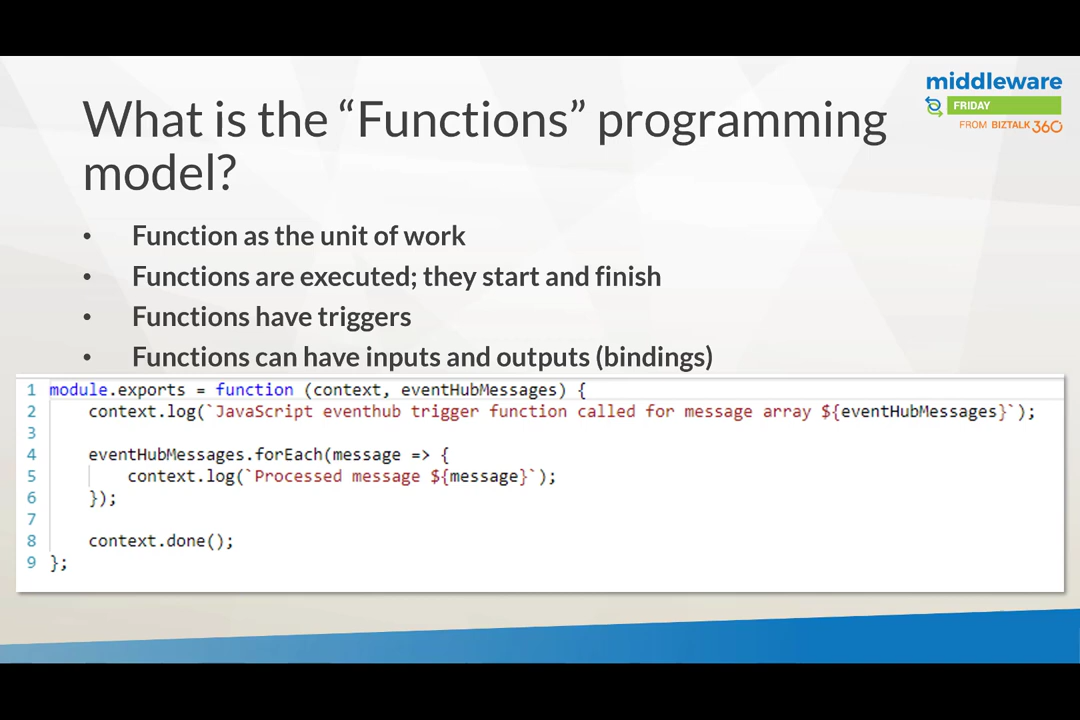 middleware
FRIDAY
FROM BIZTALK 360
What is the “Functions” programming
model?
• Function as the unit of work
• Functions are executed; they start and finish
• Functions have triggers
• Functions can have inputs and outputs (bindings)
1 module.exports = function (context, eventHubMessages) {
2     context.log(`JavaScript eventhub trigger function called for message array ${eventHubMessages}`);
3
4     eventHubMessages.forEach(message => {
5         context.log(`Processed message ${message}`);
6     });
7
8     context.done();
9 };